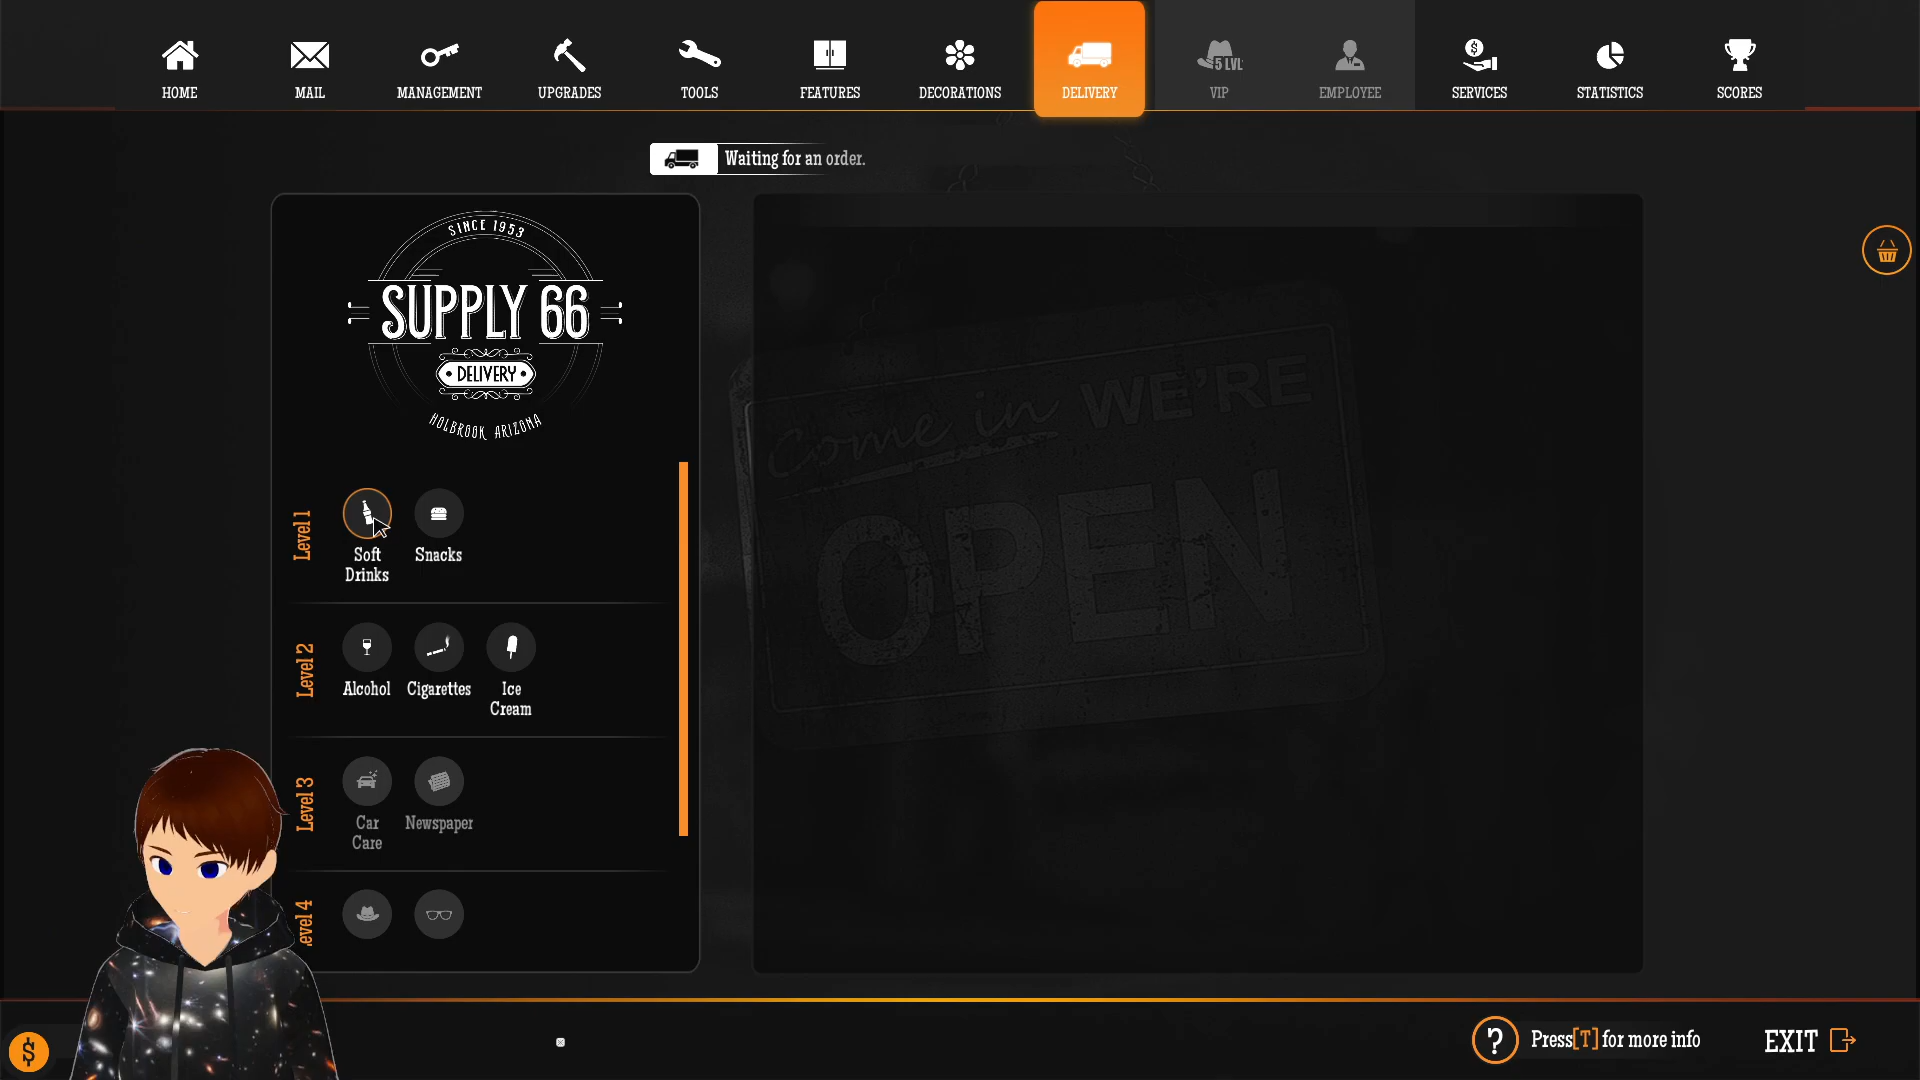 HOME
MAIL
MANAGEMENT
UPGRADES
TOOLS
FEATURES
DECORATIONS
DELIVERY
5 LVL
VIP
EMPLOYEE
SERVICES
STATISTICS
SCORES
Waiting for an order.
SINCE 1953
SUPPLY 66
• DELIVERY •
HOLBROOK ARIZONA
Come in WE'RE
OPEN
Level 1
Soft
Drinks
Snacks
Level 2
Alcohol
Cigarettes
Ice
Cream
Level 3
Car
Care
Newspaper
evel 4
Press[T] for more info
EXIT